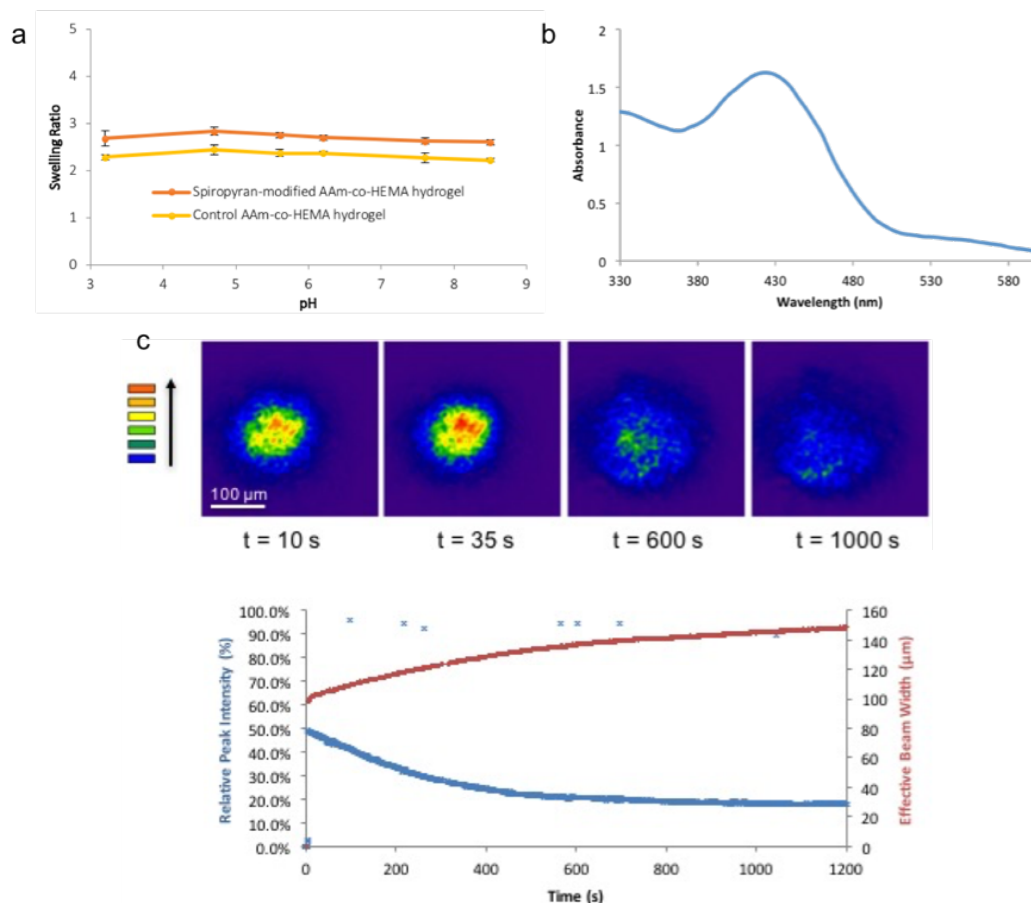 a
5
4
3
2
1
0
Swelling Ratio
Spiropyran-modified AAm-co-HEMA hydrogel
Control AAm-co-HEMA hydrogel
3 4 5 6 7 8 9
pH
b
2
1.5
1
0.5
0
Absorbance
330 380 430 480 530 580
Wavelength (nm)
c
100 µm
t = 10 s t = 35 s t = 600 s t = 1000 s
100.0%
90.0%
80.0%
70.0%
60.0%
50.0%
40.0%
30.0%
20.0%
10.0%
0.0%
Relative Peak Intensity (%)
160
140
120
100
80
60
40
20
0
Effective Beam Width (µm)
0 200 400 600 800 1000 1200
Time (s)